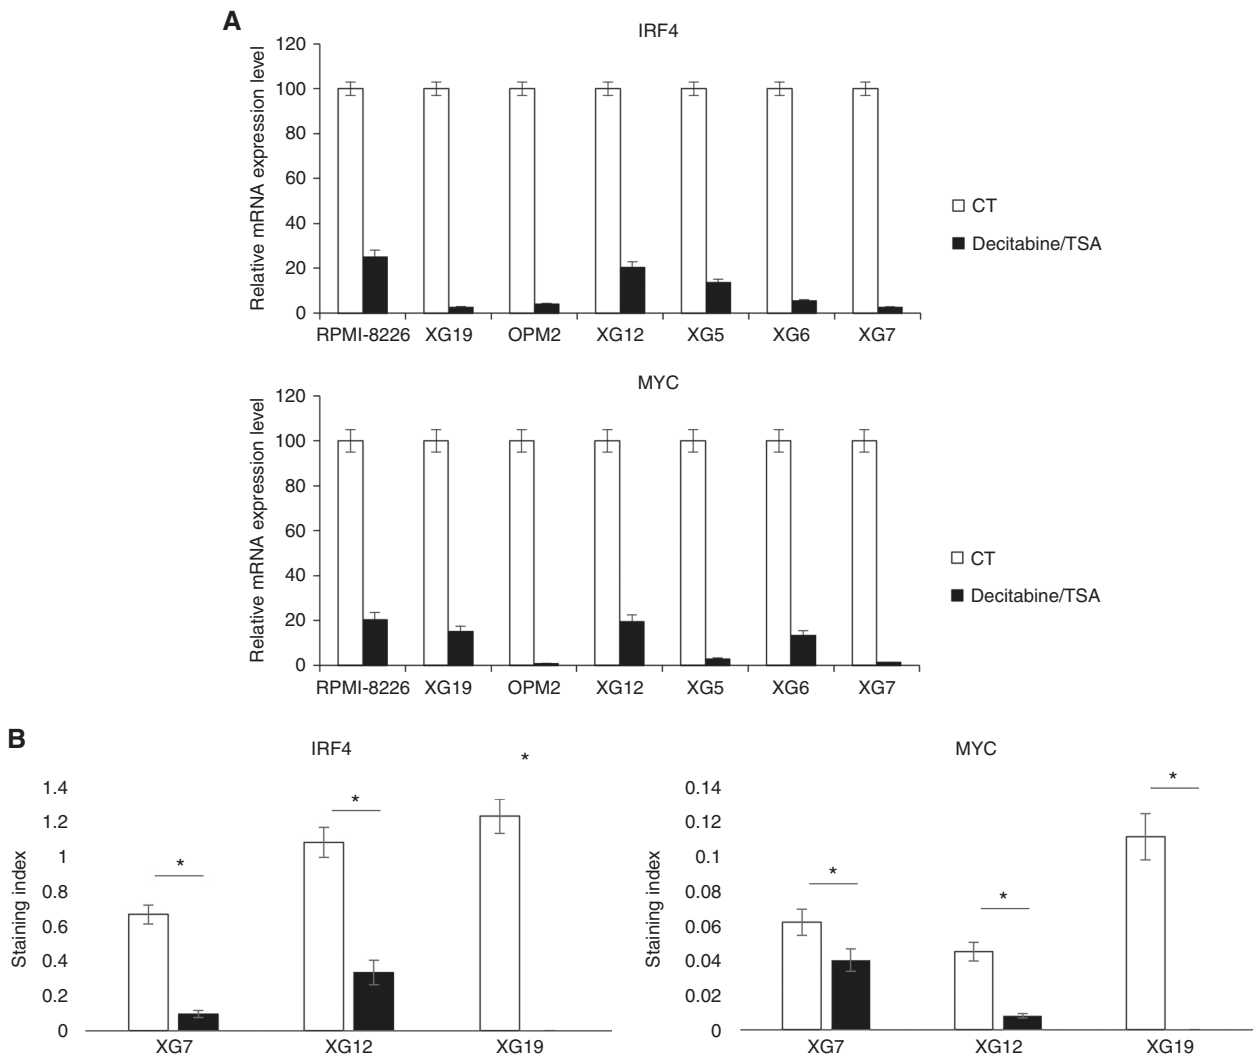 A
IRF4
Relative mRNA expression level
120
100
80
60
40
20
0
RPMI-8226 XG19 OPM2 XG12 XG5 XG6 XG7
CT
Decitabine/TSA
MYC
Relative mRNA expression level
120
100
80
60
40
20
0
RPMI-8226 XG19 OPM2 XG12 XG5 XG6 XG7
CT
Decitabine/TSA
B
IRF4
Staining index
1.4
1.2
1
0.8
0.6
0.4
0.2
0
* * *
XG7 XG12 XG19
MYC
Staining index
0.14
0.12
0.1
0.08
0.06
0.04
0.02
0
* * *
XG7 XG12 XG19